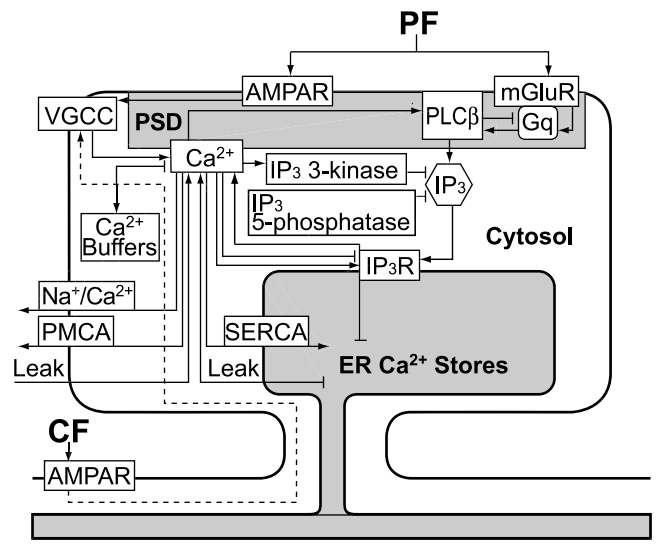 PF
AMPAR
mGluR
VGCC
PSD
PLCβ
Gq
Ca²⁺
IP₃ 3-kinase
IP₃
IP₃
5-phosphatase
Ca²⁺
Buffers
Cytosol
IP₃R
Na⁺/Ca²⁺
PMCA
SERCA
Leak
Leak
ER Ca²⁺ Stores
CF
AMPAR